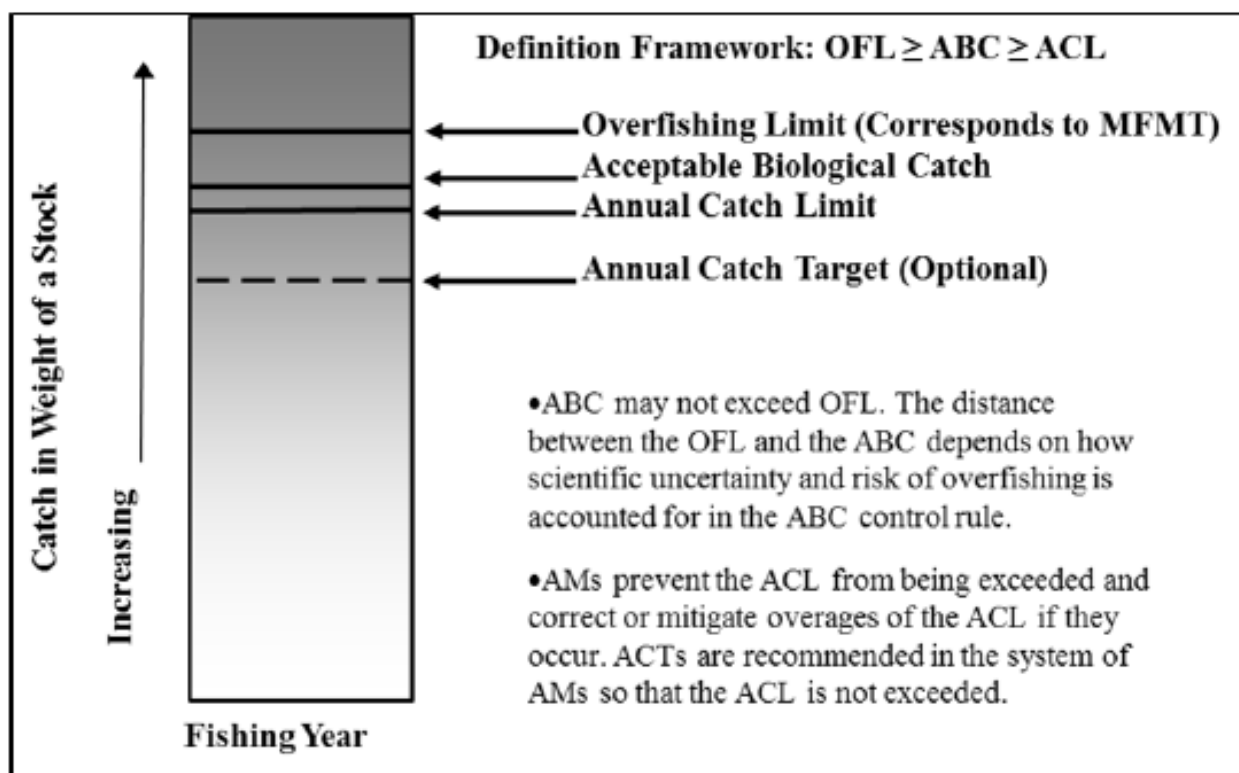 Definition Framework: OFL ≥ ABC ≥ ACL
Overfishing Limit (Corresponds to MFMT)
Acceptable Biological Catch
Annual Catch Limit
Annual Catch Target (Optional)
Catch in Weight of a Stock
Increasing
•ABC may not exceed OFL. The distance
between the OFL and the ABC depends on how
scientific uncertainty and risk of overfishing is
accounted for in the ABC control rule.
•AMs prevent the ACL from being exceeded and
correct or mitigate overages of the ACL if they
occur. ACTs are recommended in the system of
AMs so that the ACL is not exceeded.
Fishing Year